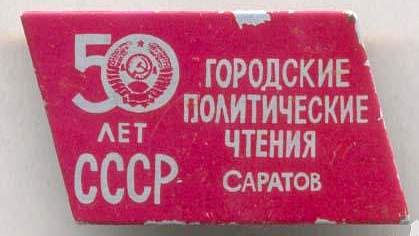 50
ЛЕТ
СССР
ГОРОДСКИЕ
ПОЛИТИЧЕСКИЕ
ЧТЕНИЯ
САРАТОВ